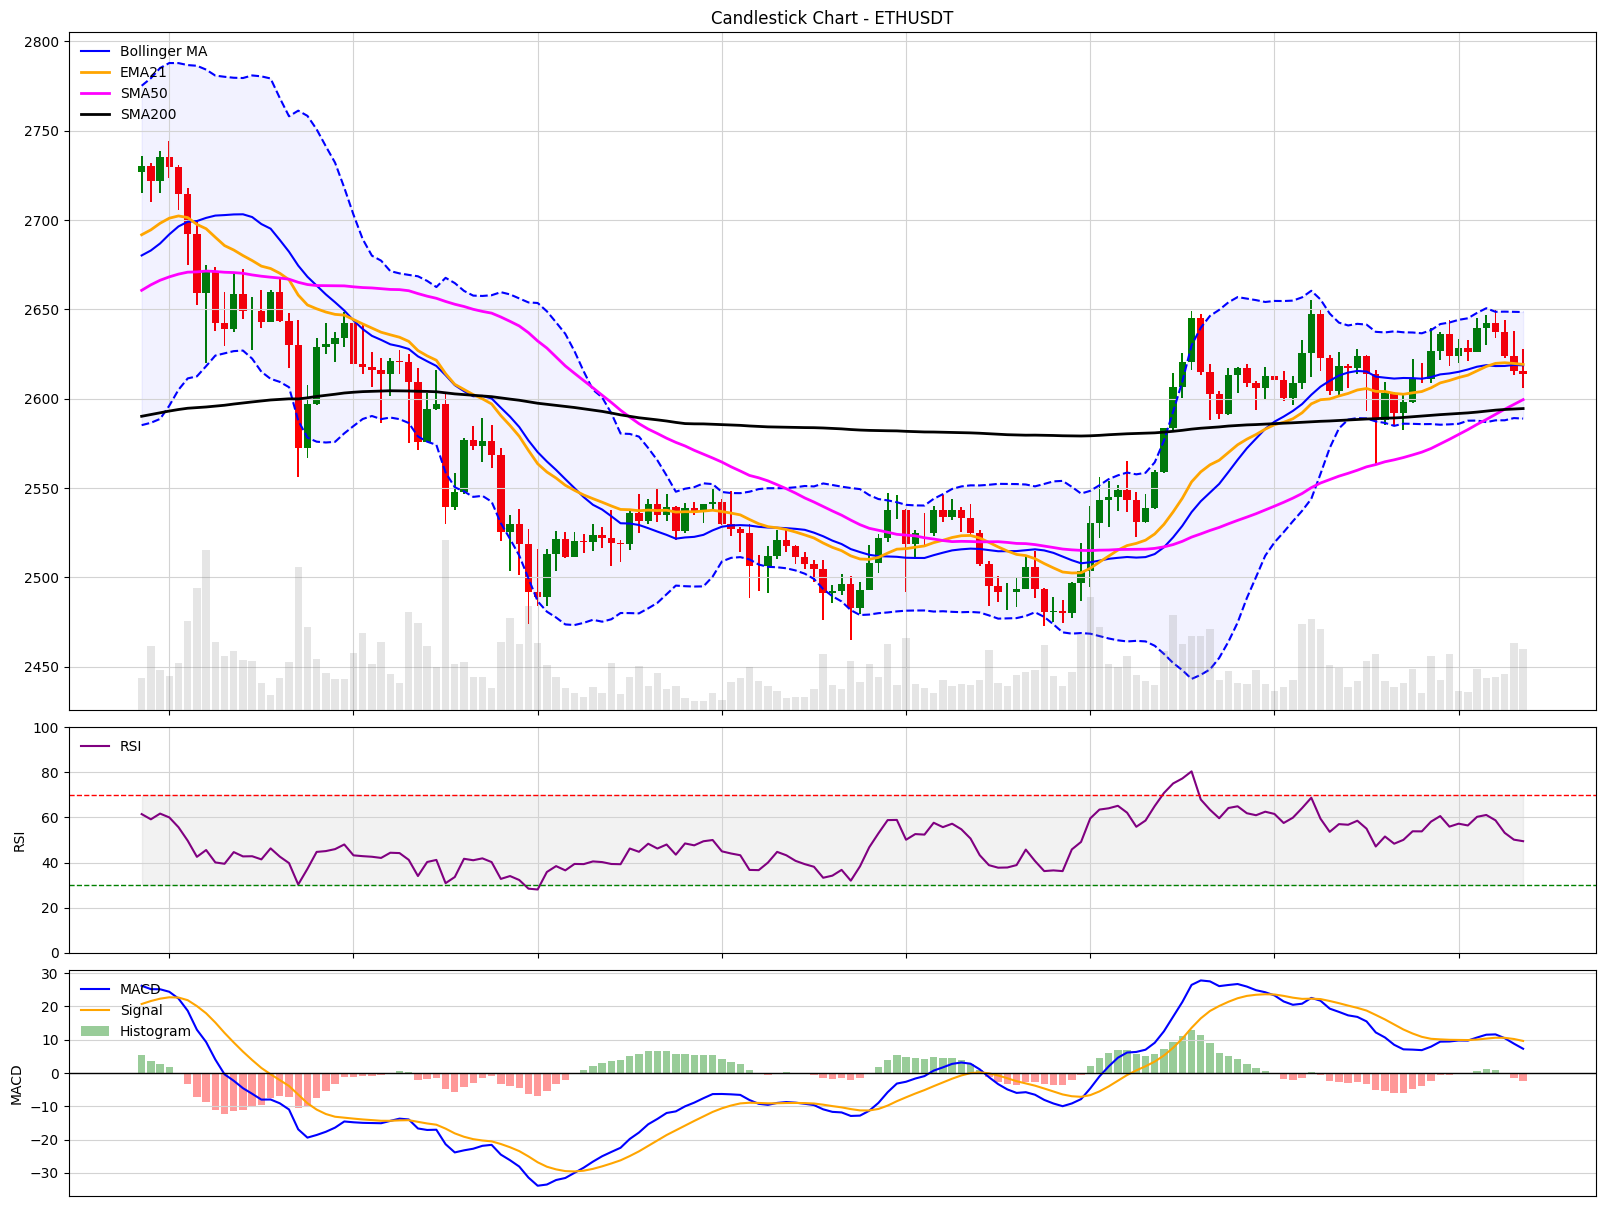 Candlestick Chart - ETHUSDT
2800
2750
2700
2650
2600
2550
2500
2450
Bollinger MA
EMA21
SMA50
SMA200
100
80
60
40
20
0
RSI
RSI
30
20
10
0
−10
−20
−30
MACD
MACD
Signal
Histogram